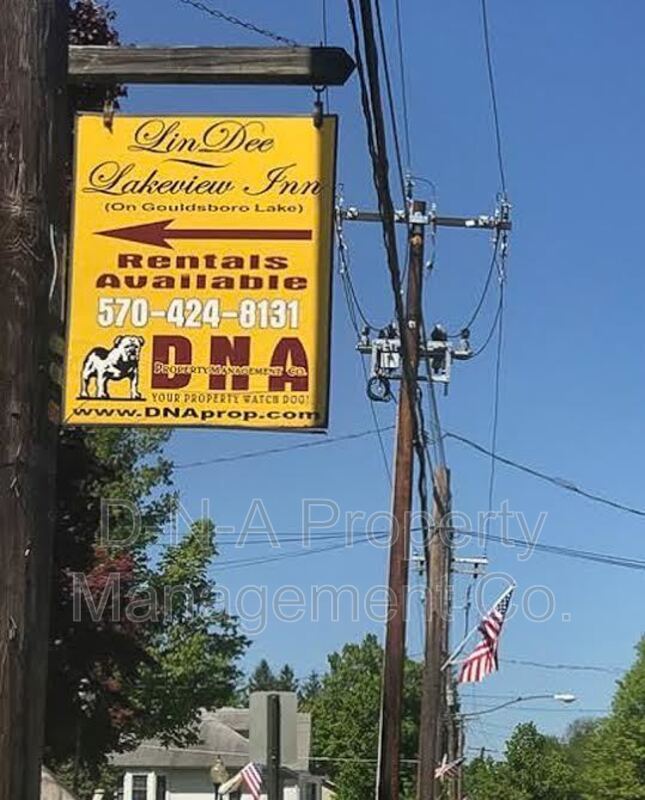 LinDee
Lakeview Inn
(On Gouldsboro Lake)
Rentals
Available
570-424-8131
DNA
PROPERTY MANAGEMENT CO.
YOUR PROPERTY WATCH DOG!
www.DNAprop.com
D-N-A Property
Management Co.